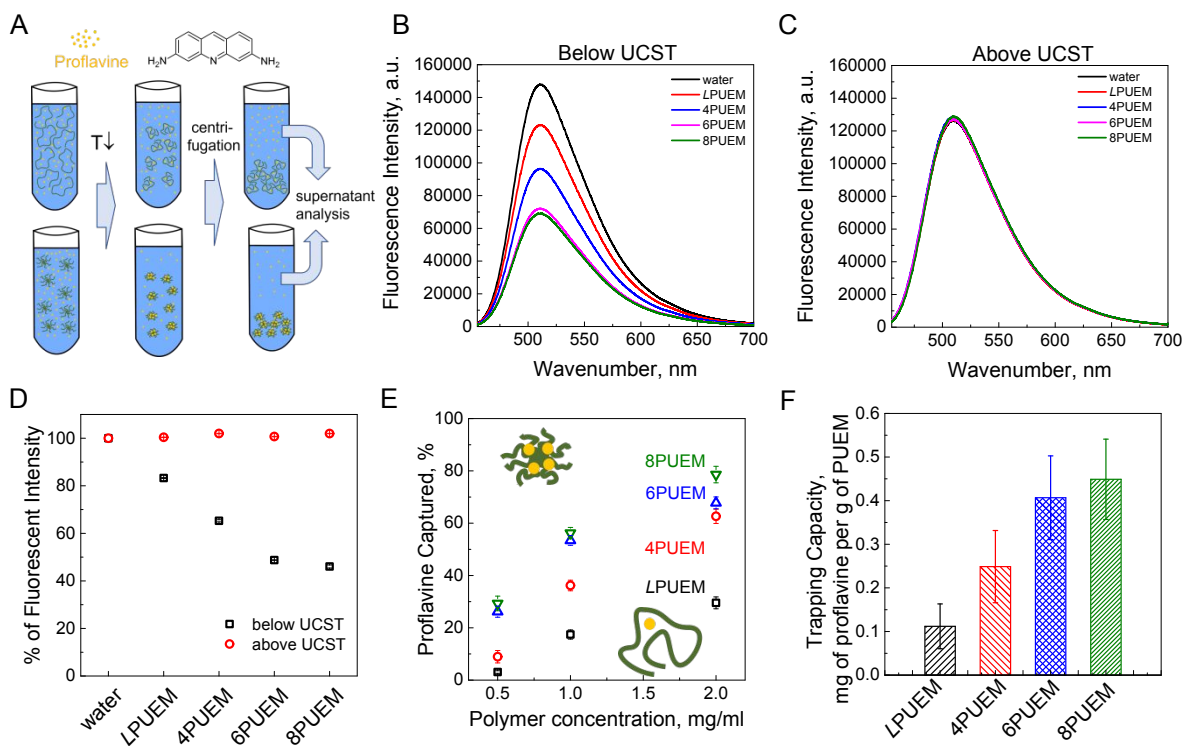 A
Proflavine
H₂N
N
NH₂
T↓
centri-
fugation
supernatant
analysis
B
Below UCST
160000
140000
120000
100000
80000
60000
40000
20000
0
Fluorescence Intensity, a.u.
water
LPUEM
4PUEM
6PUEM
8PUEM
500
550
600
650
700
Wavenumber, nm
C
Above UCST
160000
140000
120000
100000
80000
60000
40000
20000
0
Fluorescence Intensity, a.u.
water
LPUEM
4PUEM
6PUEM
8PUEM
500
550
600
650
700
Wavenumber, nm
D
100
80
60
40
20
0
% of Fluorescent Intensity
below UCST
above UCST
water
LPUEM
4PUEM
6PUEM
8PUEM
E
100
80
60
40
20
0
Proflavine Captured, %
8PUEM
6PUEM
4PUEM
LPUEM
0.5
1.0
1.5
2.0
Polymer concentration, mg/ml
F
0.6
0.5
0.4
0.3
0.2
0.1
0.0
Trapping Capacity,
mg of proflavine per g of PUEM
LPUEM
4PUEM
6PUEM
8PUEM